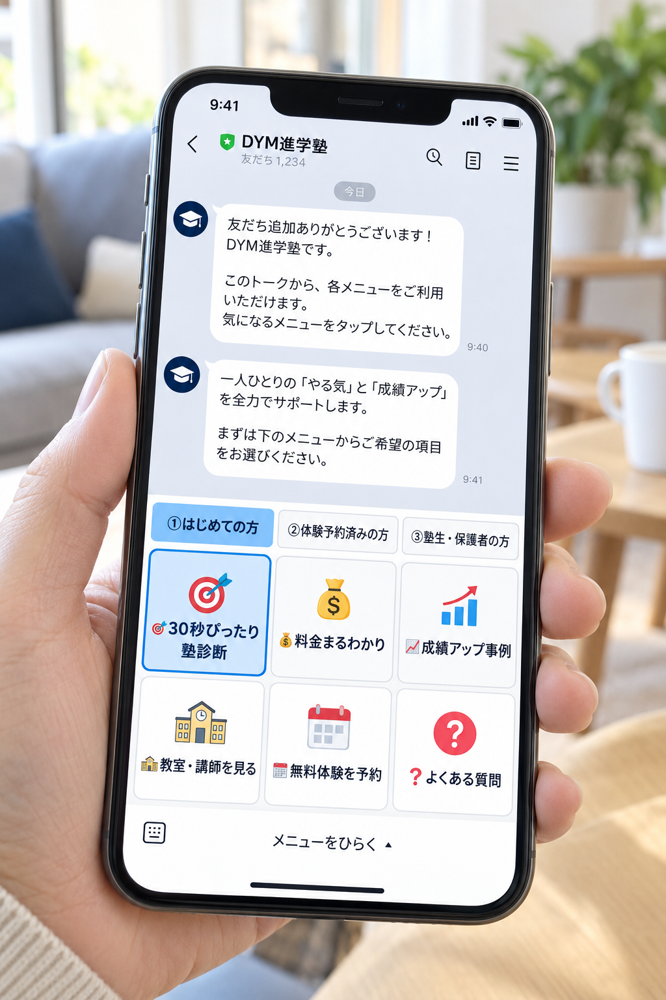 9:41
DYM進学塾
友だち 1,234
今日
友だち追加ありがとうございます！
DYM進学塾です。
このトークから、各メニューをご利用
いただけます。
気になるメニューをタップしてください。
9:40
一人ひとりの「やる気」と「成績アップ」
を全力でサポートします。
まずは下のメニューからご希望の項目
をお選びください。
9:41
①はじめての方
②体験予約済みの方
③塾生・保護者の方
🎯30秒ぴったり
塾診断
$
💰料金まるわかり
📈成績アップ事例
🏫教室・講師を見る
📅無料体験を予約
?
❓よくある質問
メニューをひらく ▲